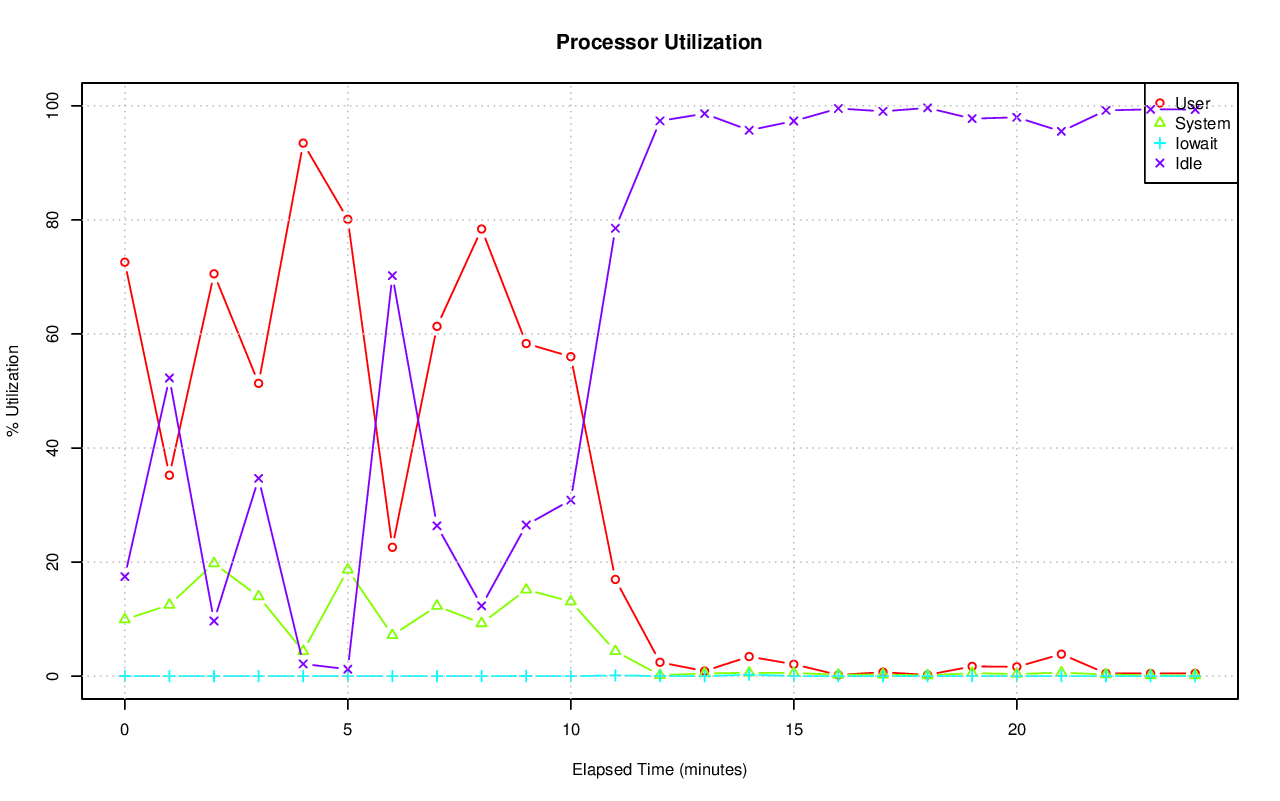 Processor Utilization
% Utilization
100
80
60
40
20
0
User
System
Iowait
Idle
0 5 10 15 20
Elapsed Time (minutes)